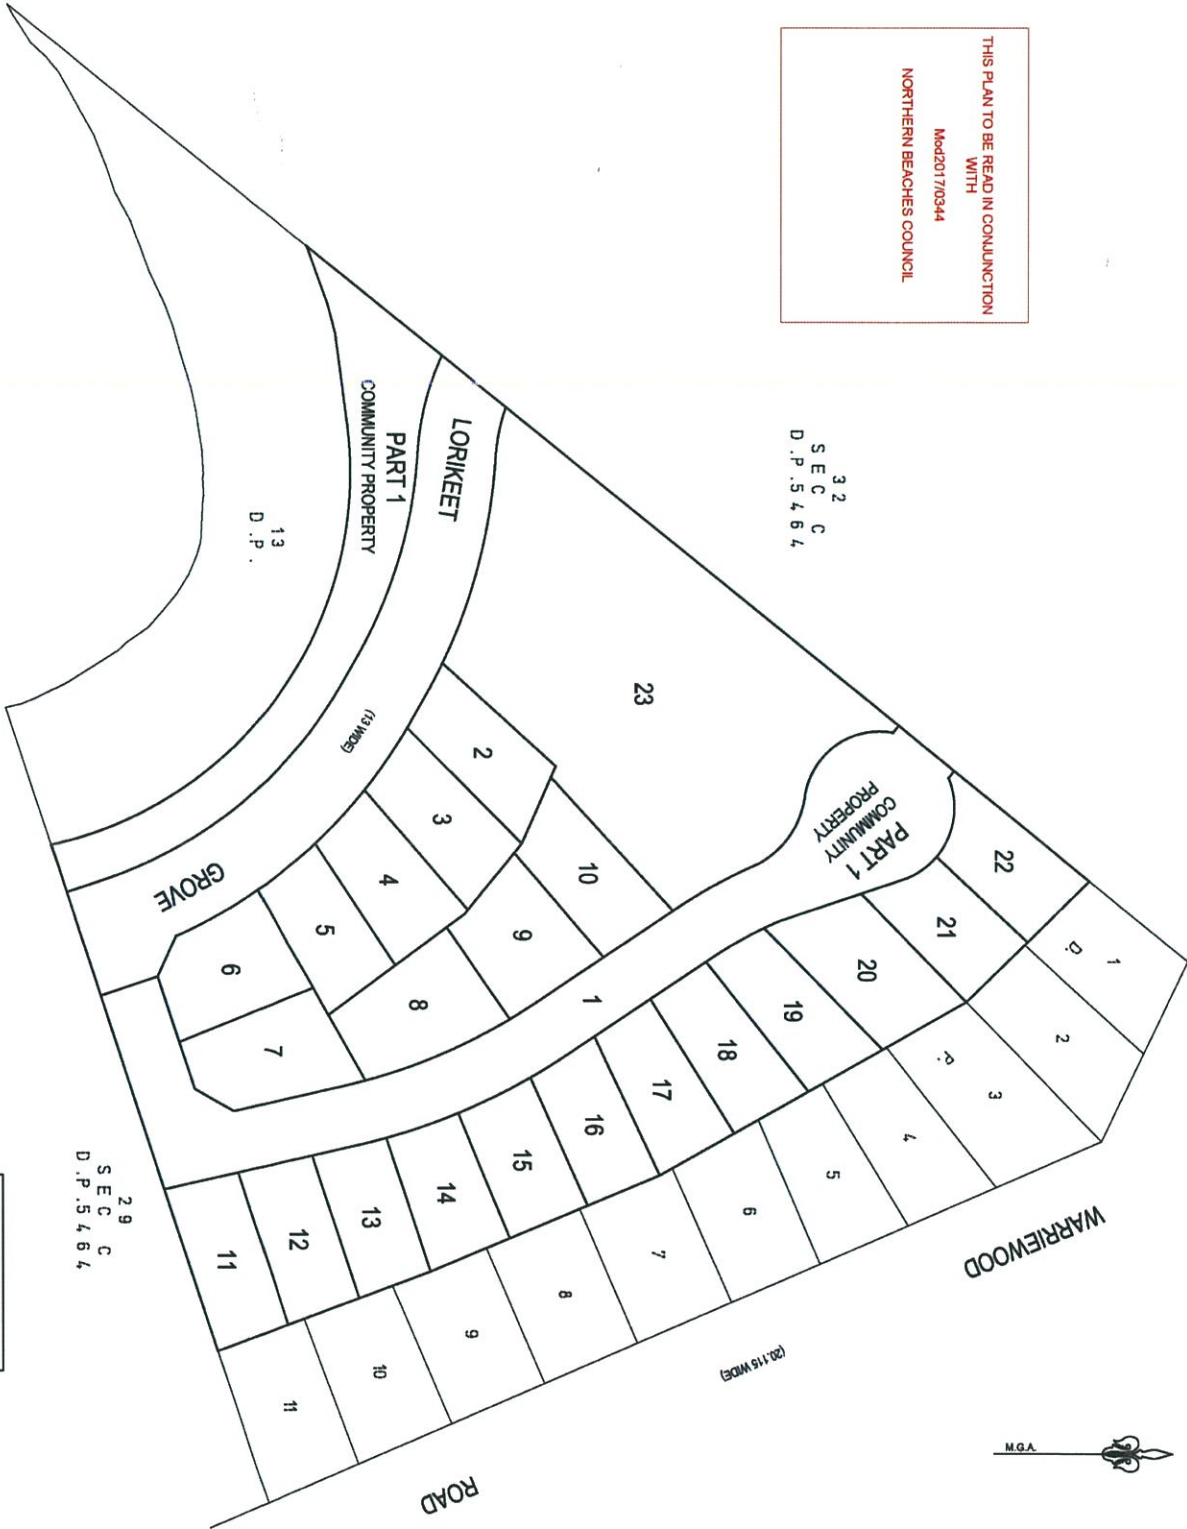 THIS PLAN TO BE READ IN CONJUNCTION
WITH
Mod2017/0344
NORTHERN BEACHES COUNCIL
32
SEC C
D.P.5464
23
PART 1
COMMUNITY
PROPERTY
22
21
20
19
18
17
16
15
14
13
12
11
1
10
9
8
7
6
5
4
3
2
LORIKEET
(13 WIDE)
GROVE
PART 1
COMMUNITY PROPERTY
13
D.P.
29
SEC C
D.P.5464
1
D.
2
P.
3
4
5
6
7
8
9
10
11
WARRIEWOOD
(20.115 WIDE)
ROAD
M.G.A.